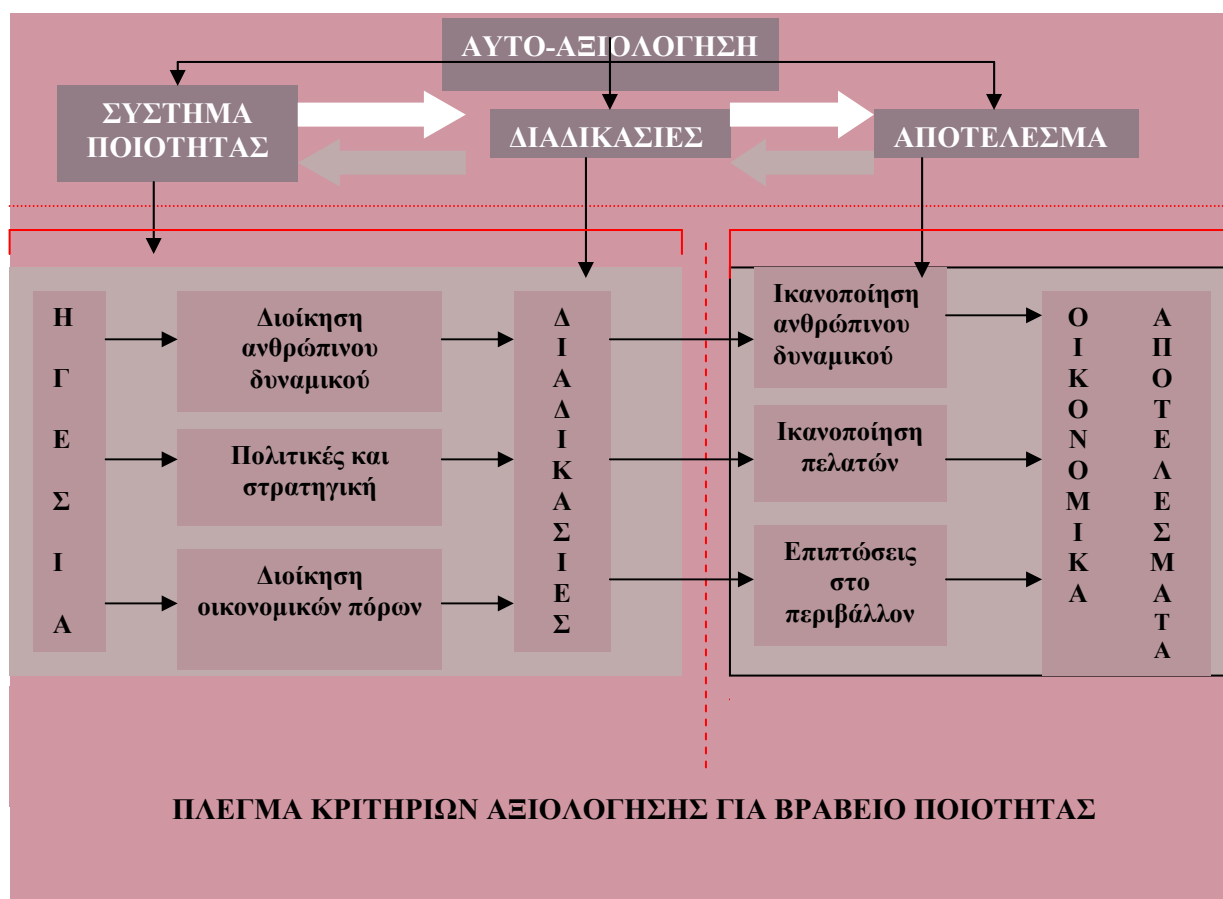 ΑΥΤΟ-ΑΞΙΟΛΟΓΗΣΗ
ΣΥΣΤΗΜΑ
ΠΟΙΟΤΗΤΑΣ
ΔΙΑΔΙΚΑΣΙΕΣ
ΑΠΟΤΕΛΕΣΜΑ
ΗΓΕΣΙΑ
Διοίκηση
ανθρώπινου
δυναμικού
Πολιτικές και
στρατηγική
Διοίκηση
οικονομικών πόρων
ΔΙΑΔΙΚΑΣΙΕΣ
Ικανοποίηση
ανθρώπινου
δυναμικού
Ικανοποίηση
πελατών
Επιπτώσεις
στο
περιβάλλον
ΟΙΚΟΝΟΜΙΚΑ
ΑΠΟΤΕΛΕΣΜΑΤΑ
ΠΛΕΓΜΑ ΚΡΙΤΗΡΙΩΝ ΑΞΙΟΛΟΓΗΣΗΣ ΓΙΑ ΒΡΑΒΕΙΟ ΠΟΙΟΤΗΤΑΣ